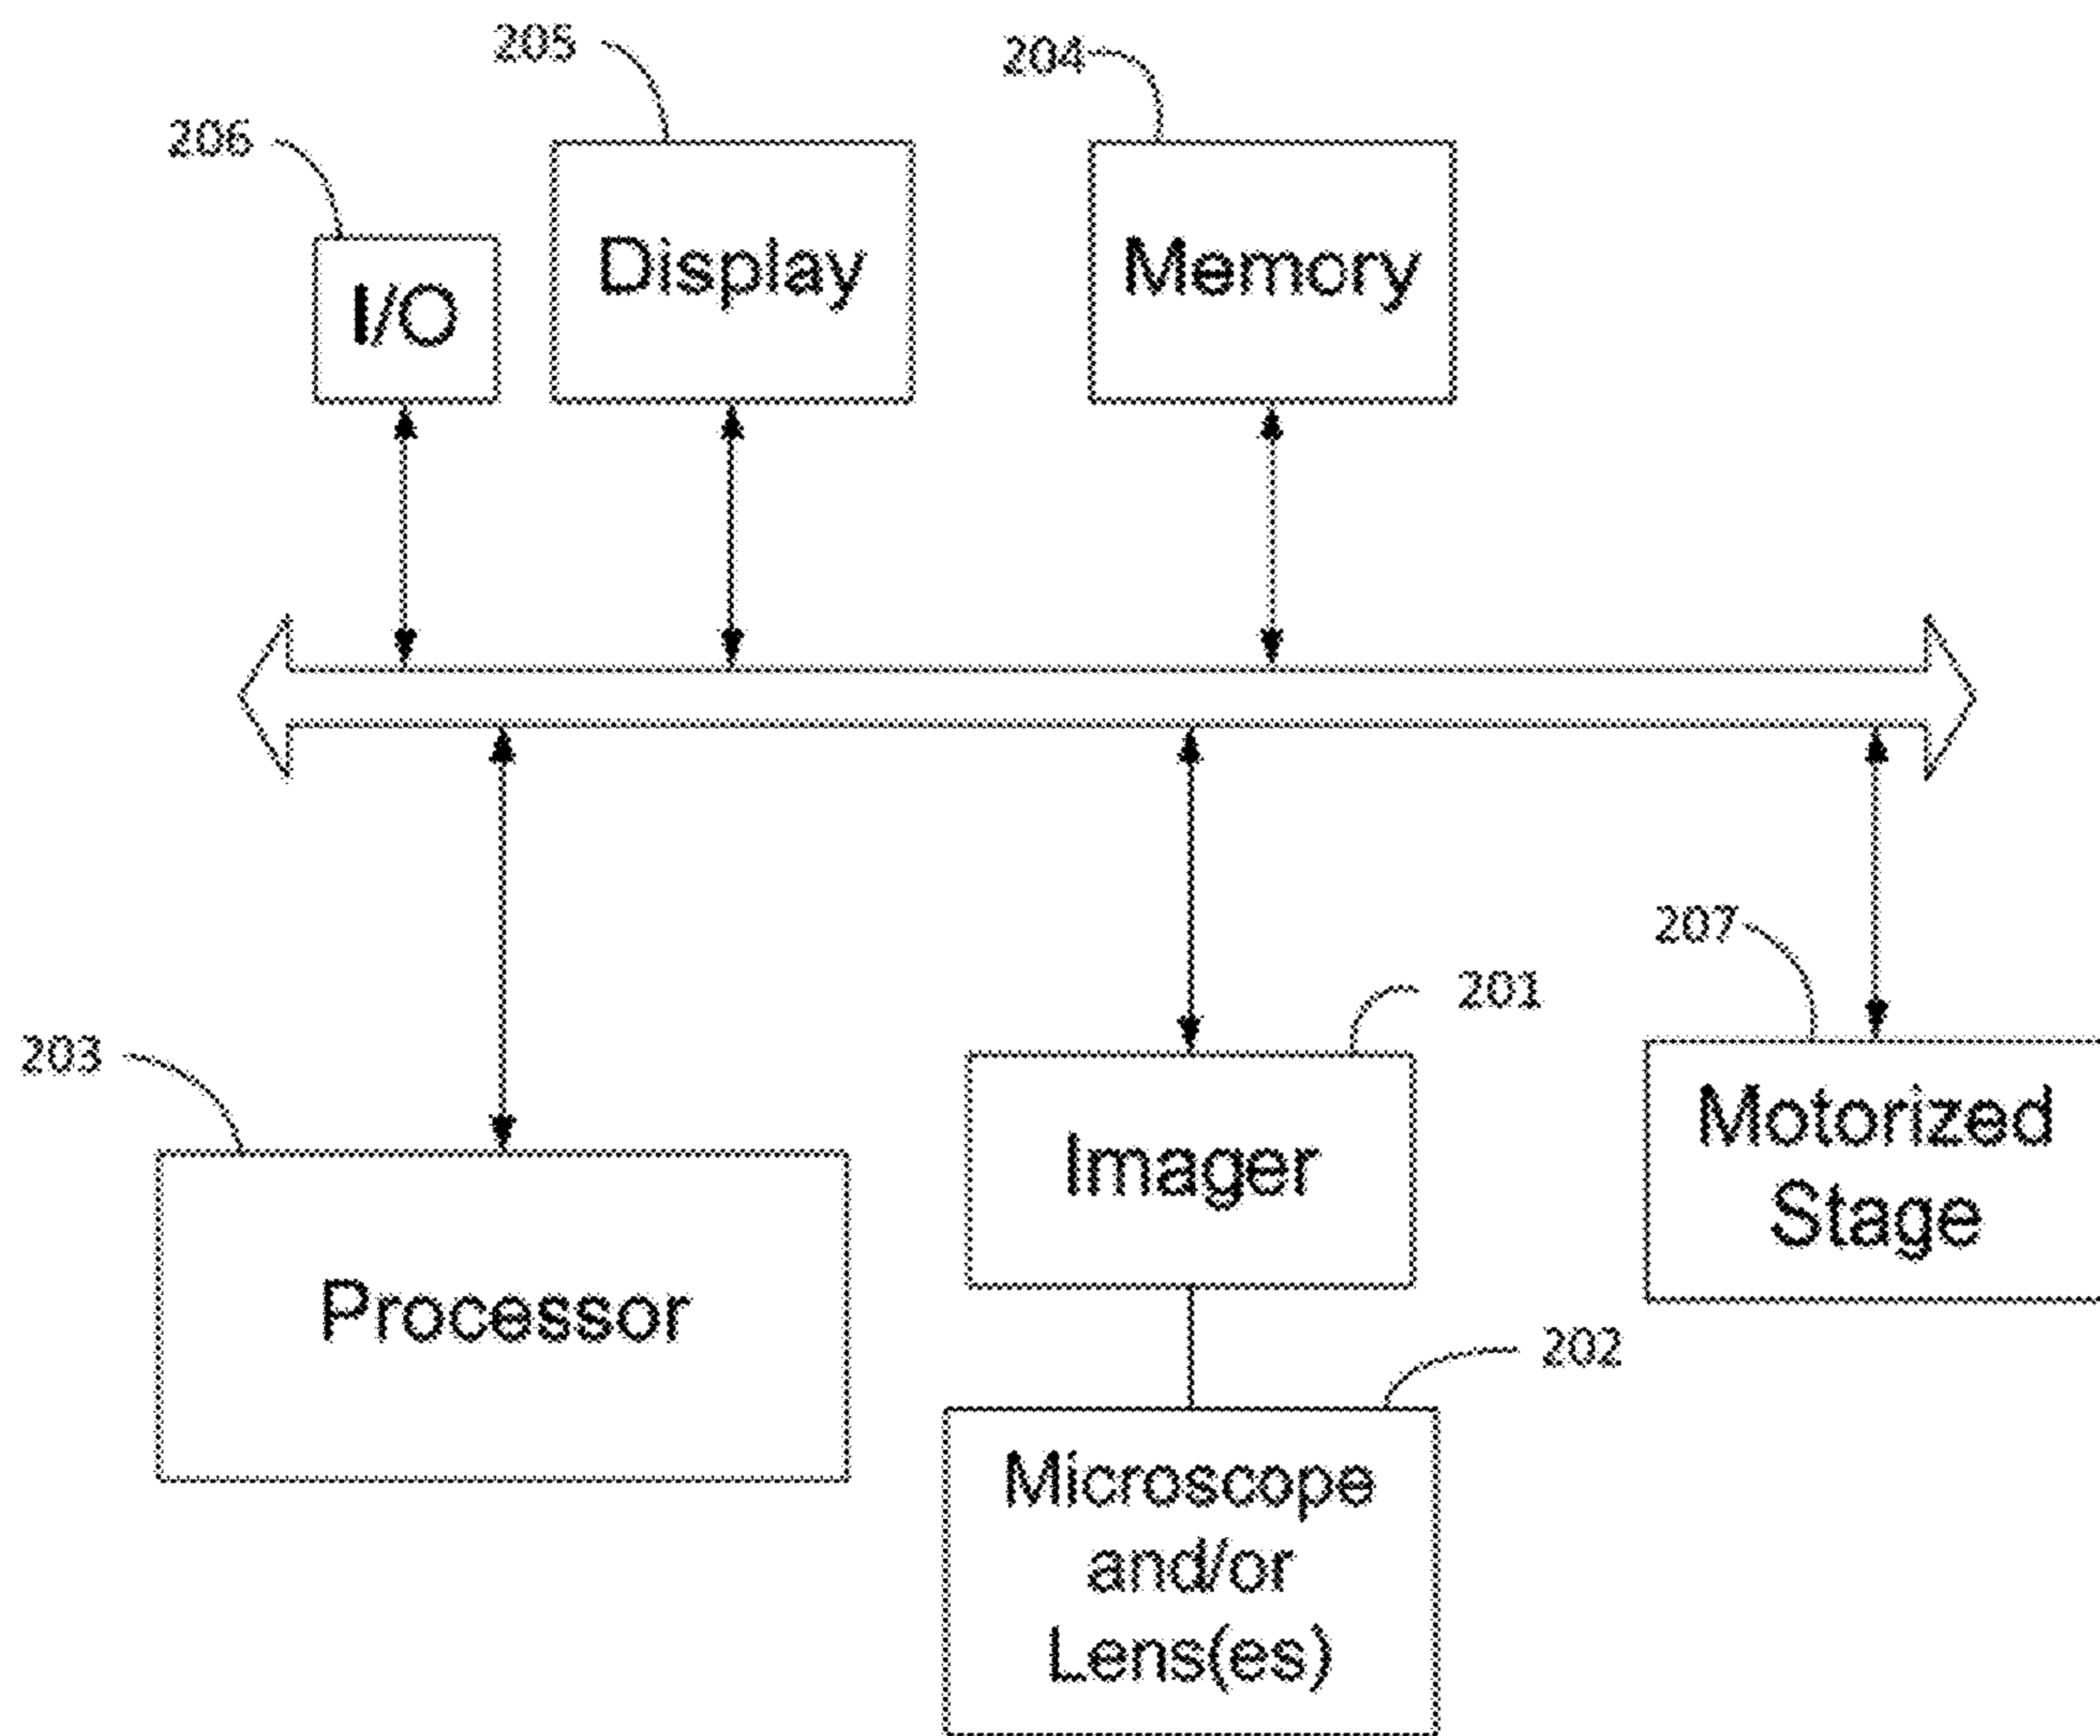 205
204
206
Display
Memory
I/O
207
201
203
Motorized
Stage
Imager
Processor
202
Microscope
and/or
Lens(es)